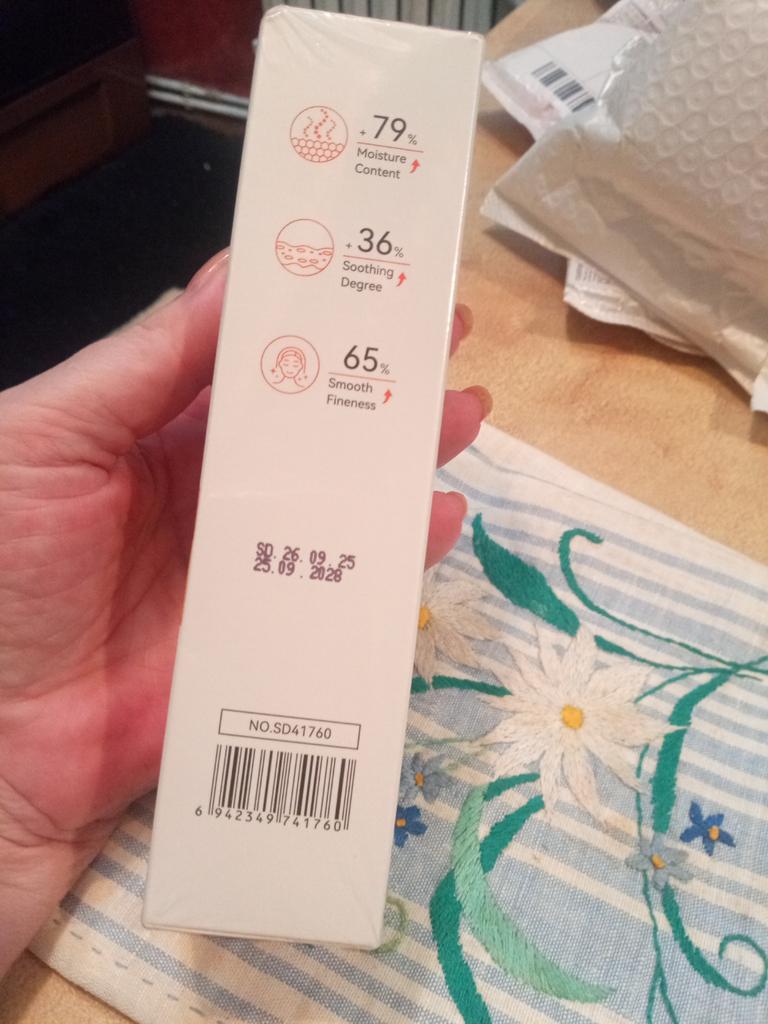 + 79%
Moisture
Content
+ 36%
Soothing
Degree
65%
Smooth
Fineness
SD. 26. 09. 25
25.09 . 2028
NO.SD41760
6 942349 741760